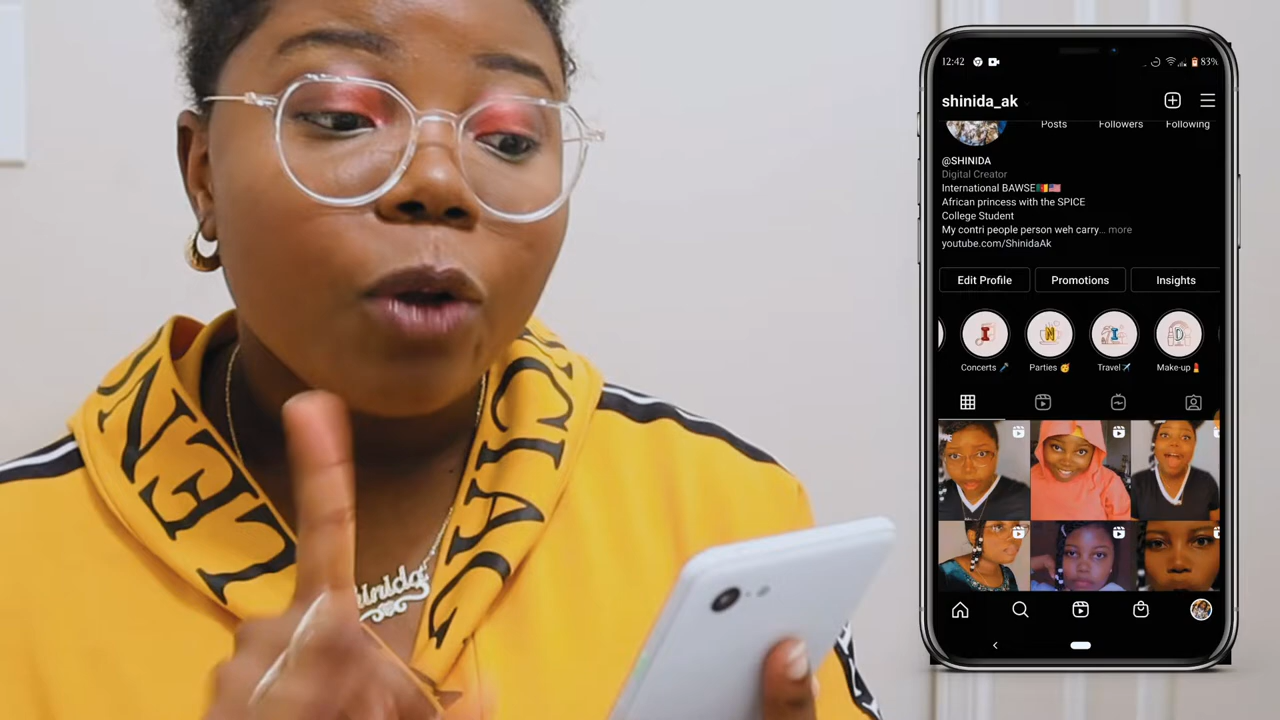 12:42
83%
shinida_ak
Posts Followers Following
@SHINIDA
Digital Creator
International BAWSE🇨🇲🇺🇸
African princess with the SPICE
College Student
My contri people person weh carry... more
youtube.com/ShinidaAk
Edit Profile Promotions Insights
I N I D
Concerts 🎤 Parties 🥳 Travel ✈ Make-up 💄
Shinida